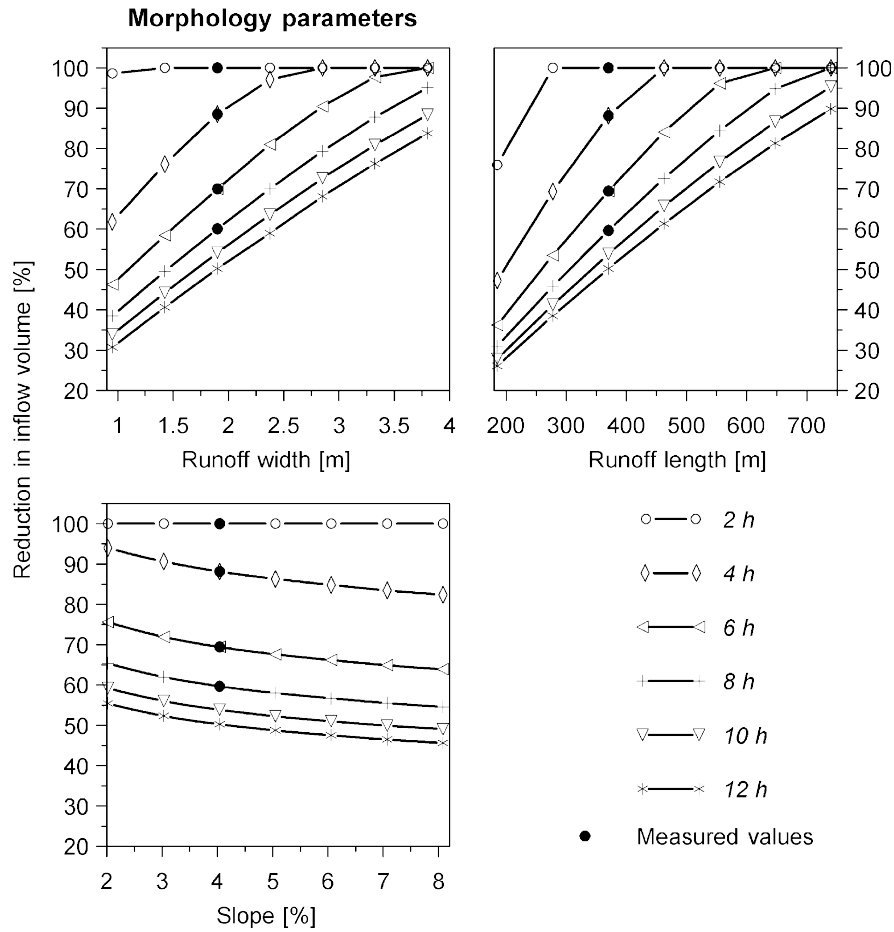 Morphology parameters
Reduction in inflow volume [%]
100
90
80
70
60
50
40
30
20
1 1.5 2 2.5 3 3.5 4
Runoff width [m]
100
90
80
70
60
50
40
30
20
200 300 400 500 600 700
Runoff length [m]
100
90
80
70
60
50
40
30
20
2 3 4 5 6 7 8
Slope [%]
2 h
4 h
6 h
8 h
10 h
12 h
Measured values